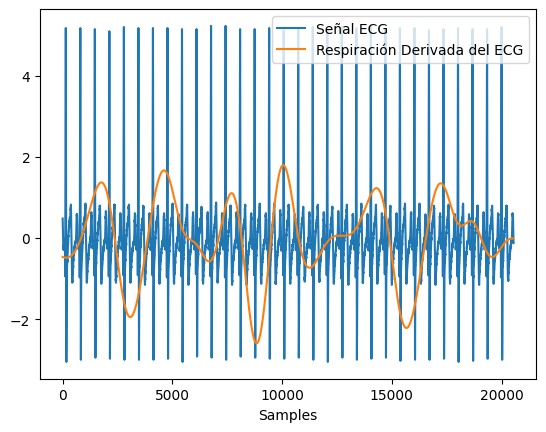 Señal ECG
Respiración Derivada del ECG
4
2
0
−2
0 5000 10000 15000 20000
Samples